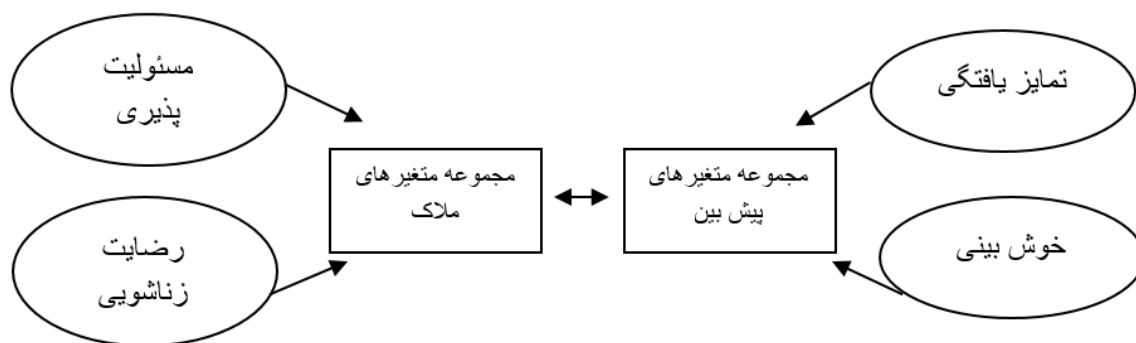 تمایز یافتگی
خوش بینی
مجموعه متغیرهای
پیش بین
مجموعه متغیرهای
ملاک
مسئولیت
پذیری
رضایت
زناشویی